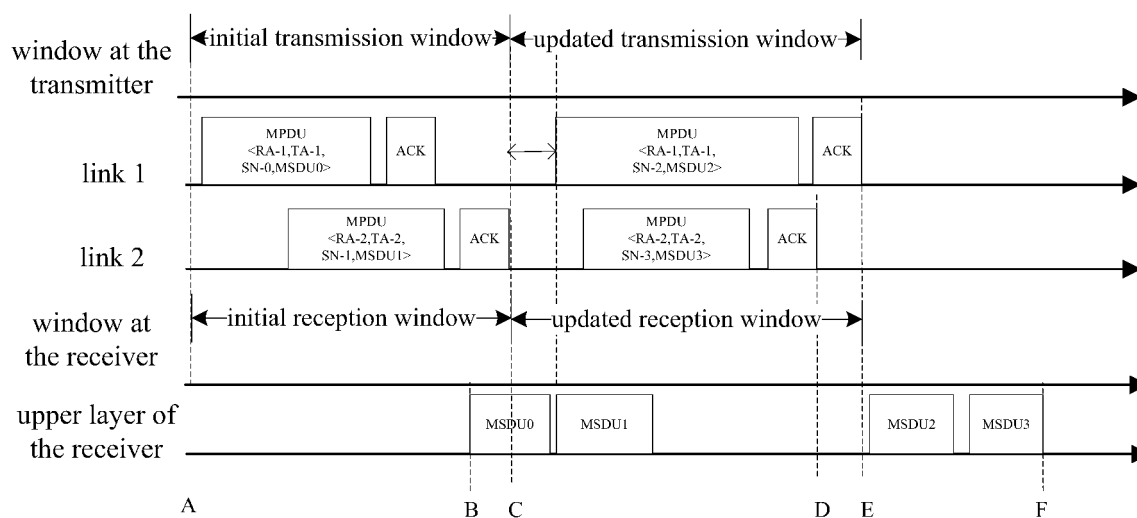 initial transmission window
updated transmission window
window at the
transmitter
MPDU
<RA-1,TA-1,
SN-0,MSDU0>
ACK
MPDU
<RA-1,TA-1,
SN-2,MSDU2>
ACK
link 1
MPDU
<RA-2,TA-2,
SN-1,MSDU1>
ACK
MPDU
<RA-2,TA-2,
SN-3,MSDU3>
ACK
link 2
initial reception window
updated reception window
window at
the receiver
upper layer of
the receiver
MSDU0
MSDU1
MSDU2
MSDU3
A
B
C
D
E
F